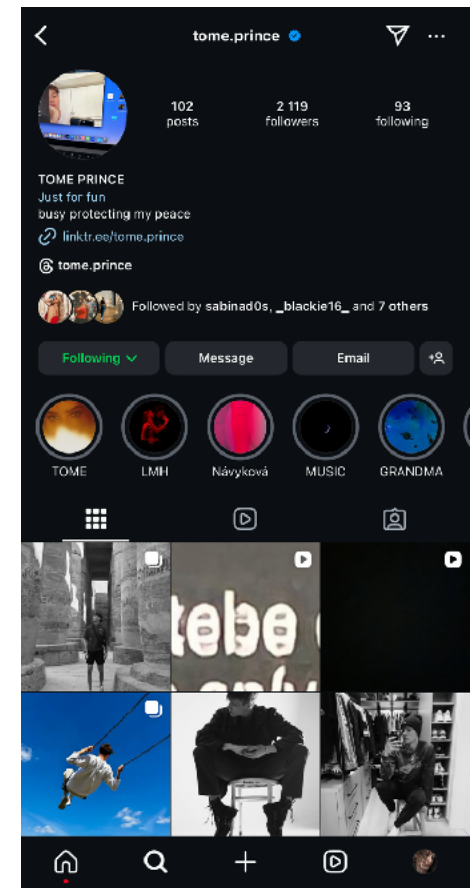 tome.prince
102
posts
2 119
followers
93
following
TOME PRINCE
Just for fun
busy protecting my peace
linktr.ee/tome.prince
tome.prince
Followed by sabinad0s, _blackie16_ and 7 others
Following
Message
Email
TOME
LMH
Návyková
MUSIC
GRANDMA
tebe